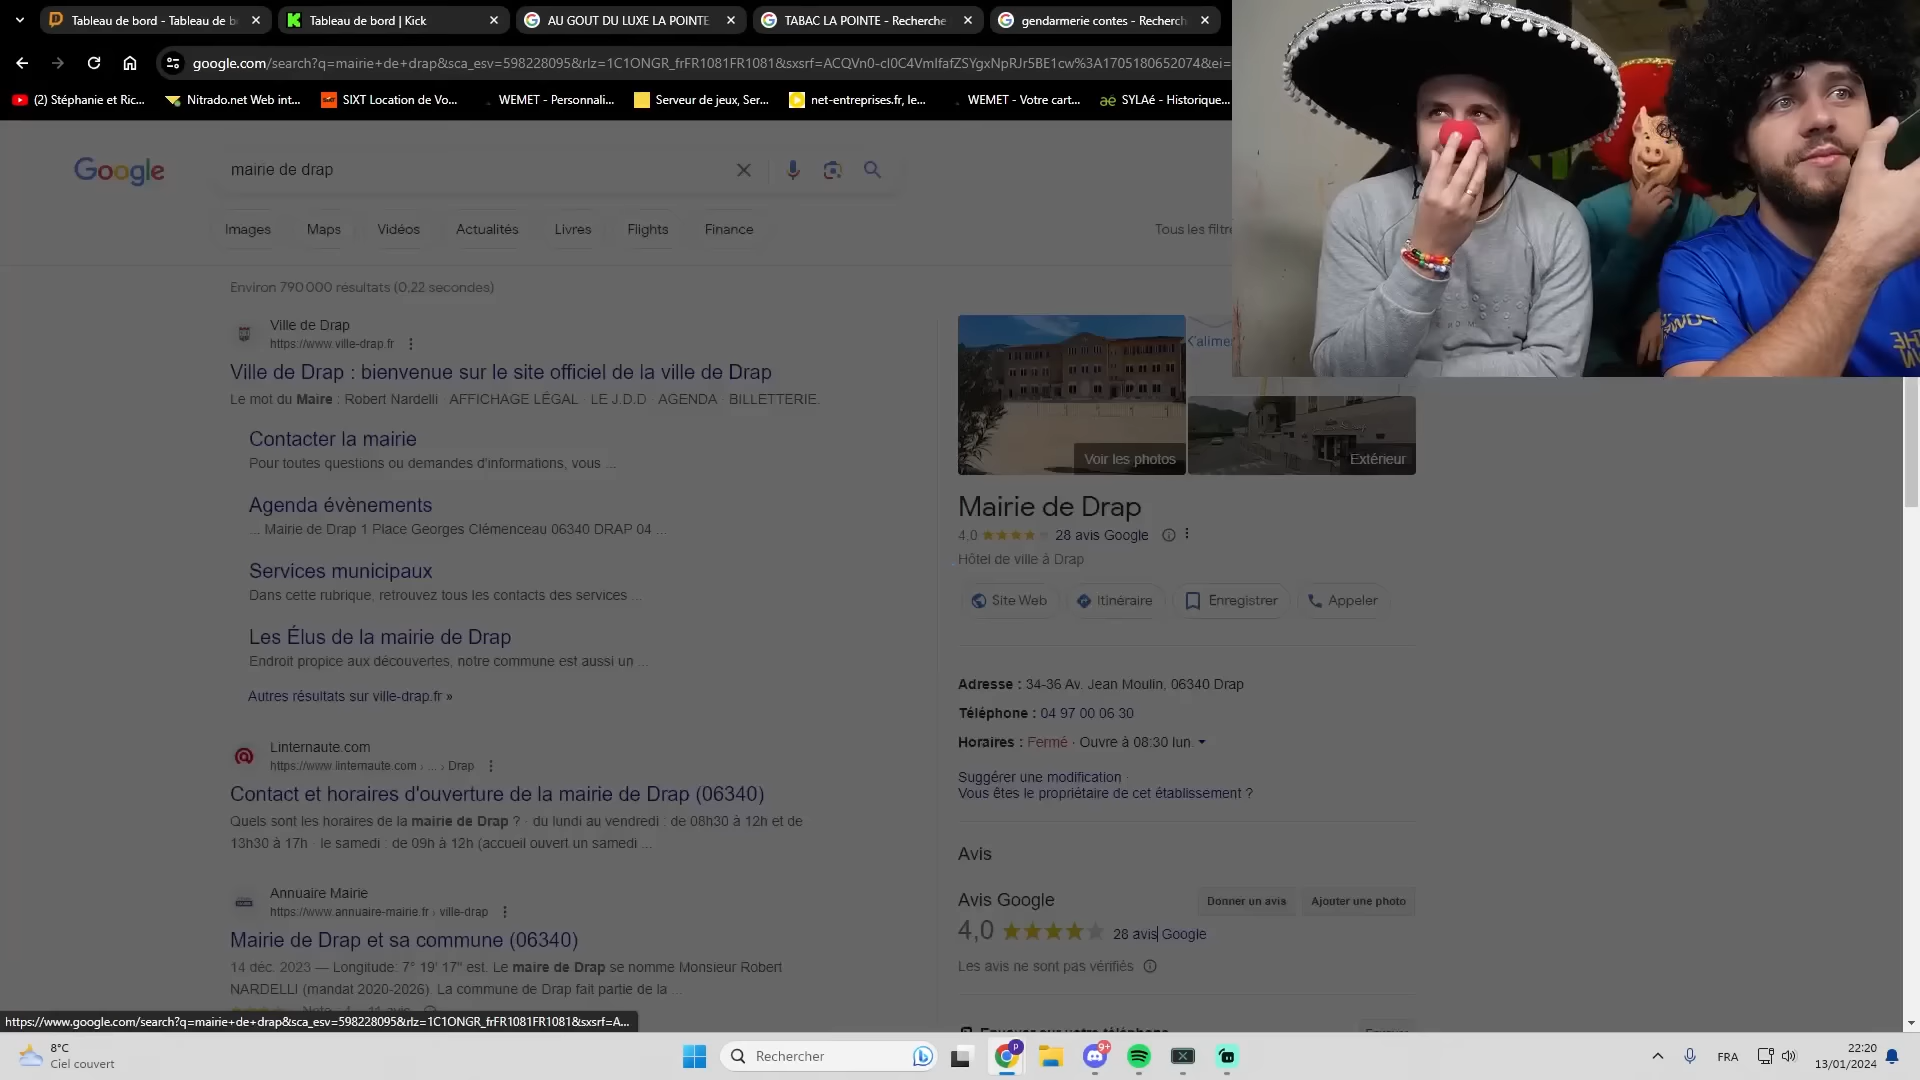 Tableau de bord - Tableau de b
Tableau de bord | Kick
AU GOUT DU LUXE LA POINTE
TABAC LA POINTE - Recherche
gendarmerie contes - Recherch
google.com/search?q=mairie+de+drap&sca_esv=598228095&rlz=1C1ONGR_frFR1081FR1081&sxsrf=ACQVn0-cI0C4VmIfafZSYgxNpRJr5BE1cw%3A1705180652074&ei=
(2) Stéphanie et Ric...
Nitrado.net Web int...
SIXT Location de Vo...
WEMET - Personnali...
Serveur de jeux, Ser...
net-entreprises.fr, le...
WEMET - Votre cart...
SYLAé - Historique...
Google
mairie de drap
Images
Maps
Vidéos
Actualités
Livres
Flights
Finance
Tous les filtre
Environ 790 000 résultats (0,22 secondes)
Ville de Drap
https://www.ville-drap.fr
Ville de Drap : bienvenue sur le site officiel de la ville de Drap
Le mot du Maire : Robert Nardelli · AFFICHAGE LÉGAL · LE J.D.D · AGENDA · BILLETTERIE.
Contacter la mairie
Pour toutes questions ou demandes d'informations, vous ...
Agenda évènements
... Mairie de Drap 1 Place Georges Clémenceau 06340 DRAP 04 ...
Services municipaux
Dans cette rubrique, retrouvez tous les contacts des services ...
Les Élus de la mairie de Drap
Endroit propice aux découvertes, notre commune est aussi un ...
Autres résultats sur ville-drap.fr »
Linternaute.com
https://www.linternaute.com › ... › Drap
Contact et horaires d'ouverture de la mairie de Drap (06340)
Quels sont les horaires de la mairie de Drap ? · du lundi au vendredi : de 08h30 à 12h et de
13h30 à 17h · le samedi : de 09h à 12h (accueil ouvert un samedi ...
Annuaire Mairie
https://www.annuaire-mairie.fr › ville-drap
Mairie de Drap et sa commune (06340)
14 déc. 2023 — Longitude: 7° 19' 17" est. Le maire de Drap se nomme Monsieur Robert
NARDELLI (mandat 2020-2026). La commune de Drap fait partie de la ...
Voir les photos
Extérieur
Mairie de Drap
4,0
28 avis Google
Hôtel de ville à Drap
Site Web
Itinéraire
Enregistrer
Appeler
Adresse : 34-36 Av. Jean Moulin, 06340 Drap
Téléphone : 04 97 00 06 30
Horaires : Fermé · Ouvre à 08:30 lun.
Suggérer une modification ·
Vous êtes le propriétaire de cet établissement ?
Avis
Avis Google
Donner un avis
Ajouter une photo
4,0
28 avis Google
Les avis ne sont pas vérifiés
https://www.google.com/search?q=mairie+de+drap&sca_esv=598228095&rlz=1C1ONGR_frFR1081FR1081&sxsrf=A...
8°C
Ciel couvert
Rechercher
9+
FRA
22:20
13/01/2024